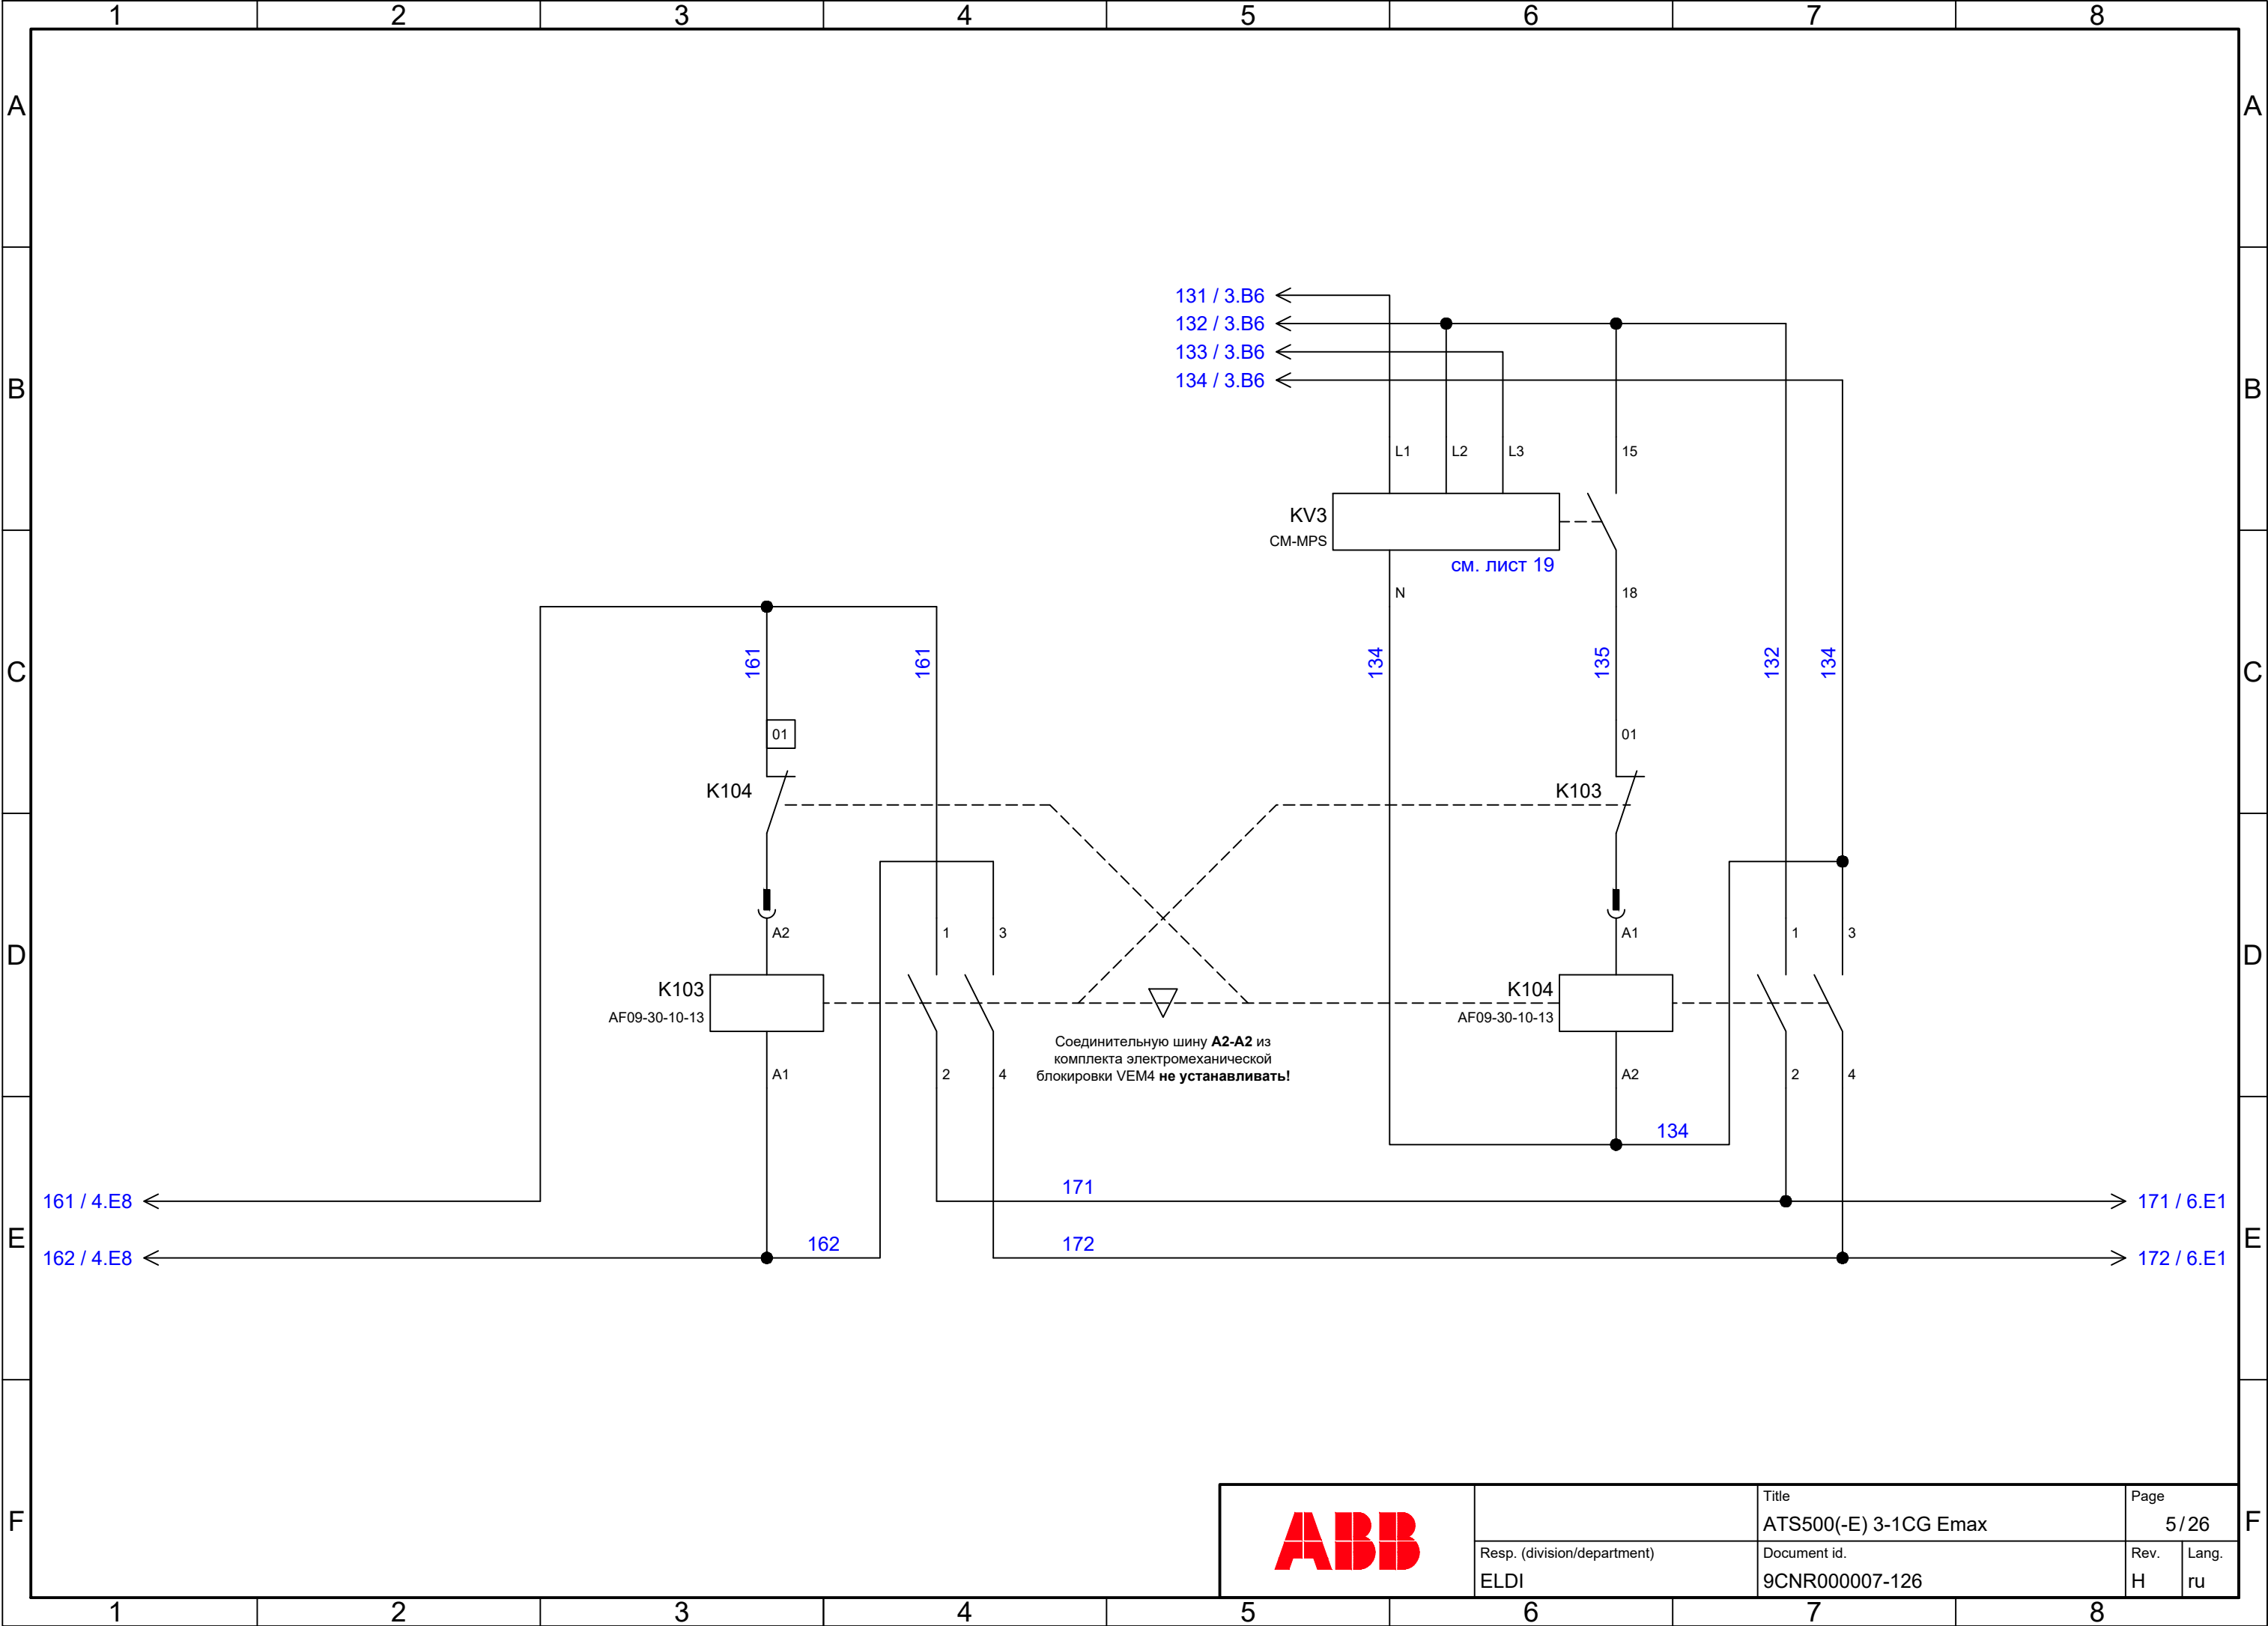 1 2 3 4 5 6 7 8
A A
131 / 3.B6
132 / 3.B6
133 / 3.B6
134 / 3.B6
B B
L1 L2 L3 15
KV3
CM-MPS
см. лист 19
N 18
161 161 134 135 132 134
C C
01 01
K104 K103
A2 1 3 A1 1 3
D D
K103 K104
AF09-30-10-13 AF09-30-10-13
Соединительную шину A2-A2 из
комплекта электромеханической
блокировки VEM4 не устанавливать!
A1 2 4 A2 2 4
134
171
161 / 4.E8 171 / 6.E1
E E
162 172
162 / 4.E8 172 / 6.E1
F F
ABB
Title
ATS500(-E) 3-1CG Emax
Page
5/26
Resp. (division/department)
ELDI
Document id.
9CNR000007-126
Rev.
H
Lang.
ru
1 2 3 4 5 6 7 8